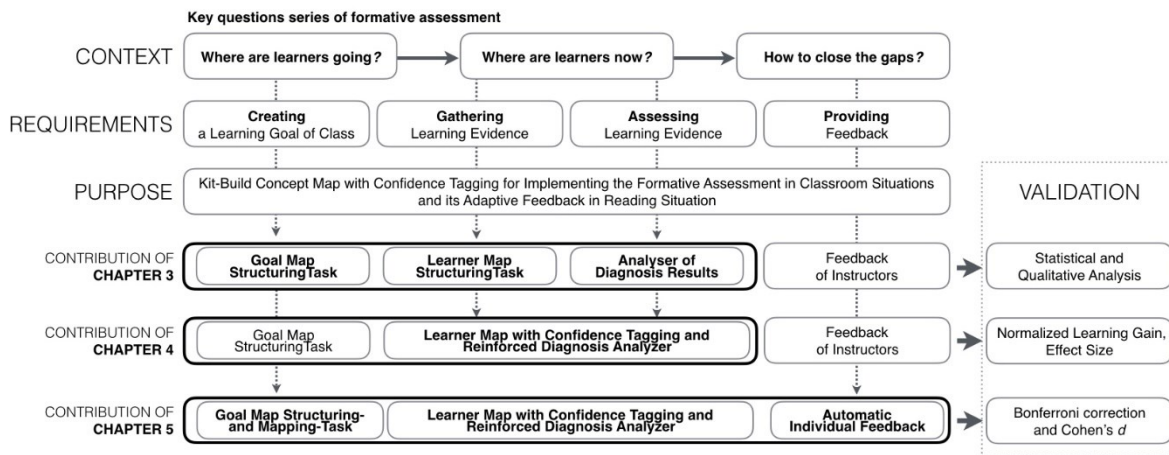 Key questions series of formative assessment
CONTEXT
Where are learners going?
Where are learners now?
How to close the gaps?
REQUIREMENTS
Creating
a Learning Goal of Class
Gathering
Learning Evidence
Assessing
Learning Evidence
Providing
Feedback
PURPOSE
Kit-Build Concept Map with Confidence Tagging for Implementing the Formative Assessment in Classroom Situations
and its Adaptive Feedback in Reading Situation
VALIDATION
CONTRIBUTION OF
CHAPTER 3
Goal Map
StructuringTask
Learner Map
StructuringTask
Analyser of
Diagnosis Results
Feedback
of Instructors
Statistical and
Qualitative Analysis
CONTRIBUTION OF
CHAPTER 4
Goal Map
StructuringTask
Learner Map with Confidence Tagging and
Reinforced Diagnosis Analyzer
Feedback
of Instructors
Normalized Learning Gain,
Effect Size
CONTRIBUTION OF
CHAPTER 5
Goal Map Structuring-
and Mapping-Task
Learner Map with Confidence Tagging and
Reinforced Diagnosis Analyzer
Automatic
Individual Feedback
Bonferroni correction
and Cohen's d